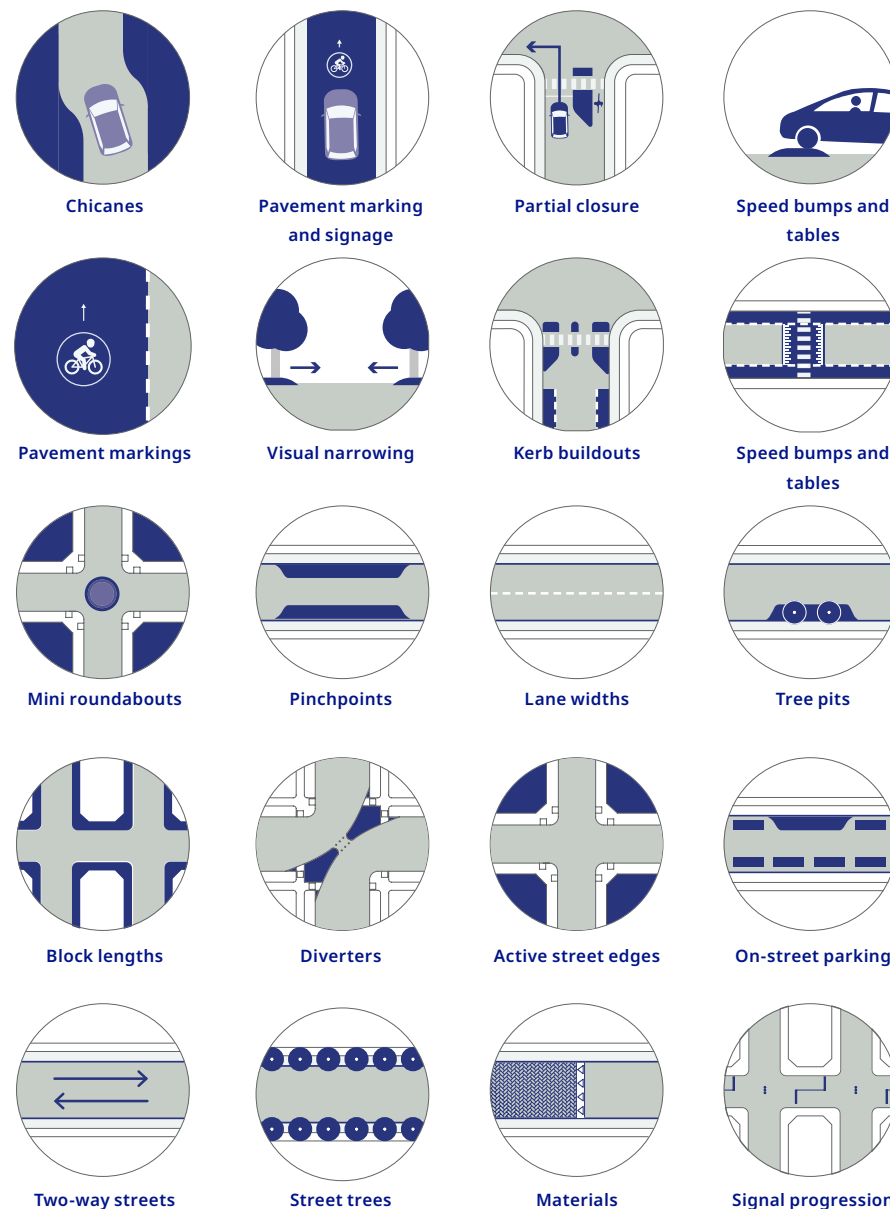 Chicanes
Pavement marking
and signage
Partial closure
Speed bumps and
tables
Pavement markings
Visual narrowing
Kerb buildouts
Speed bumps and
tables
Mini roundabouts
Pinchpoints
Lane widths
Tree pits
Block lengths
Diverters
Active street edges
On-street parking
Two-way streets
Street trees
Materials
Signal progression